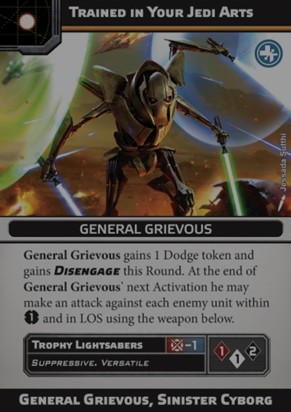 Trained in Your Jedi Arts
Jessada Sutthi
GENERAL GRIEVOUS
General Grievous gains 1 Dodge token and
gains Disengage this Round. At the end of
General Grievous' next Activation he may
make an attack against each enemy unit within
1 and in LOS using the weapon below.
Trophy Lightsabers -1 1 1 2
Suppressive, Versatile
General Grievous, Sinister Cyborg